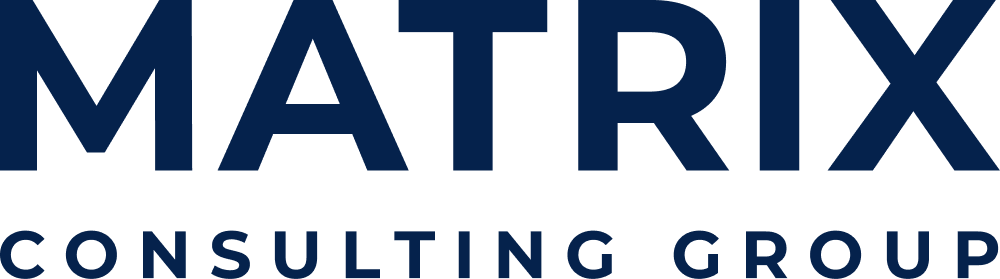 MATRIX
CONSULTING GROUP